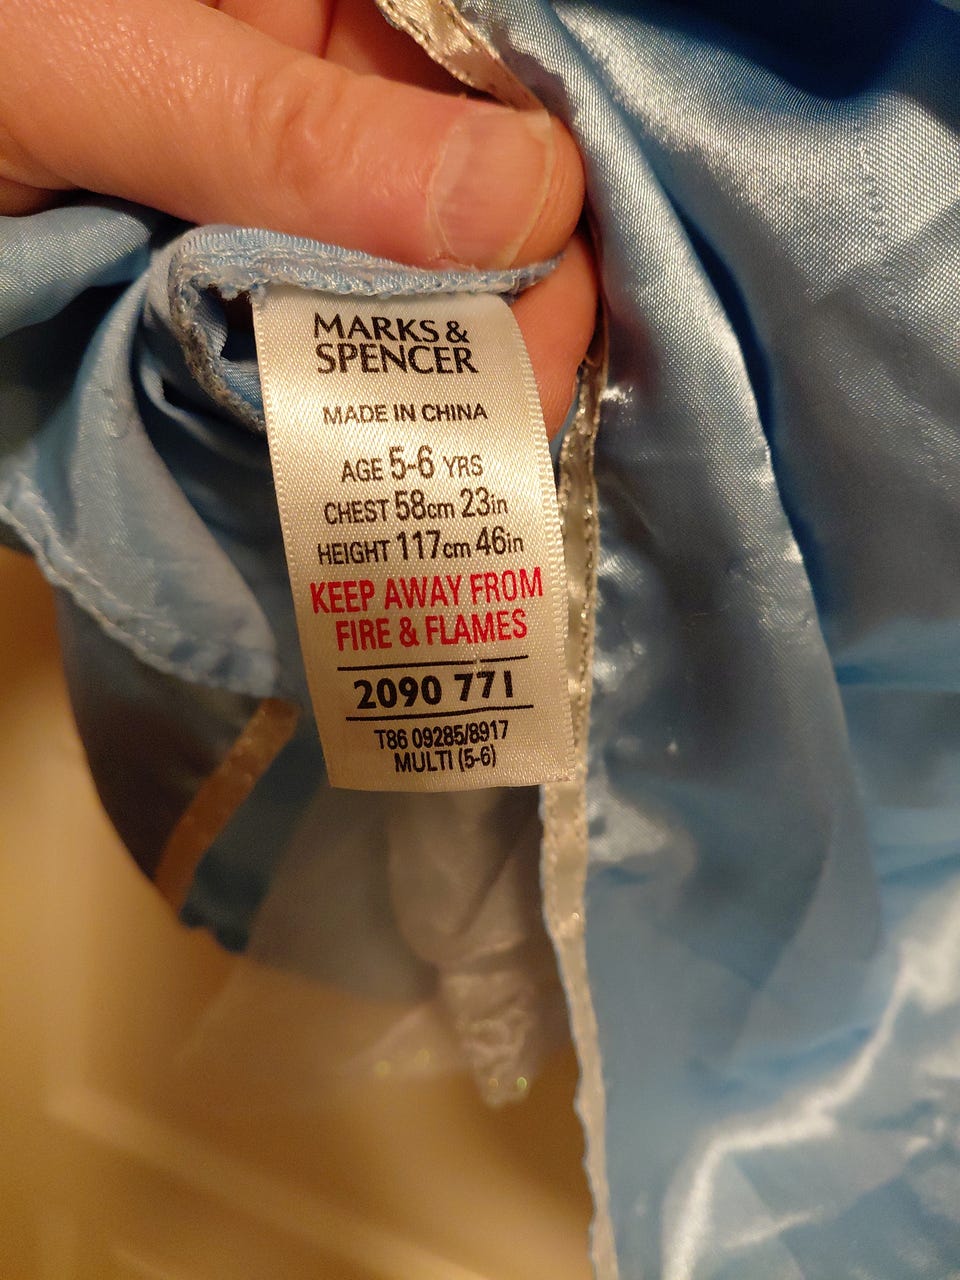 MARKS &
SPENCER
MADE IN CHINA
AGE 5-6 YRS
CHEST 58cm 23in
HEIGHT 117cm 46in
KEEP AWAY FROM
FIRE & FLAMES
2090 771
T86 09285/8917
MULTI (5-6)